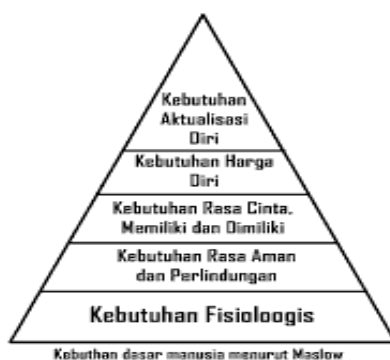 Kebutuhan
Aktualisasi
Diri
Kebutuhan Harga
Diri
Kebutuhan Rasa Cinta,
Memiliki dan Dimiliki
Kebutuhan Rasa Aman
dan Perlindungan
Kebutuhan Fisioloogis
Kebuthan dasar manusia menurut Maslow